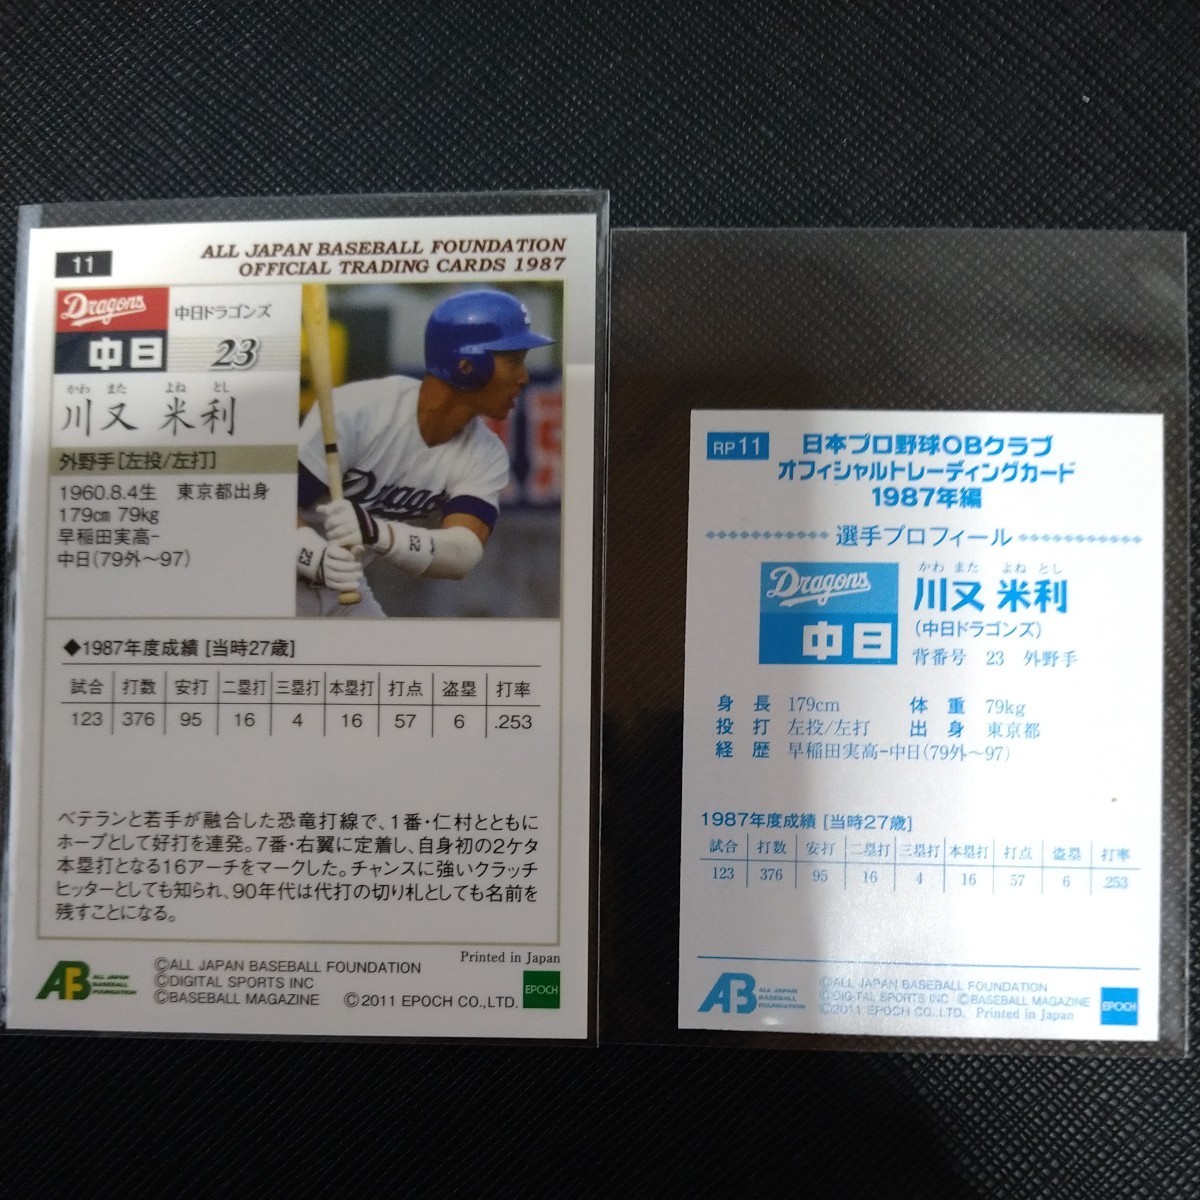 11
ALL JAPAN BASEBALL FOUNDATION
OFFICIAL TRADING CARDS 1987
Dragons
中日
中日ドラゴンズ
23
かわ また よね とし
川又 米利
外野手[左投/左打]
1960.8.4生 東京都出身
179cm 79kg
早稲田実高-
中日(79外〜97)
Dragons
23
◆1987年度成績 [当時27歳]
試合 打数 安打 二塁打 三塁打 本塁打 打点 盗塁 打率
123 376 95 16 4 16 57 6 .253
ベテランと若手が融合した恐竜打線で、1番・仁村とともに
ホープとして好打を連発。7番・右翼に定着し、自身初の2ケタ
本塁打となる16アーチをマークした。チャンスに強いクラッチ
ヒッターとしても知られ、90年代は代打の切り札としても名前を
残すことになる。
Printed in Japan
AB ALL JAPAN BASEBALL FOUNDATION
©ALL JAPAN BASEBALL FOUNDATION
©DIGITAL SPORTS INC
©BASEBALL MAGAZINE ©2011 EPOCH CO.,LTD.
EPOCH
RP11
日本プロ野球OBクラブ
オフィシャルトレーディングカード
1987年編
選手プロフィール
Dragons
中日
かわ また よね とし
川又 米利
(中日ドラゴンズ)
背番号 23 外野手
身長 179cm 体重 79kg
投打 左投/左打 出身 東京都
経歴 早稲田実高-中日(79外〜97)
1987年度成績 [当時27歳]
試合 打数 安打 二塁打 三塁打 本塁打 打点 盗塁 打率
123 376 95 16 4 16 57 6 .253
AB ALL JAPAN BASEBALL FOUNDATION
©ALL JAPAN BASEBALL FOUNDATION
©DIGITAL SPORTS INC ©BASEBALL MAGAZINE
©2011 EPOCH CO.,LTD. Printed in Japan
EPOCH